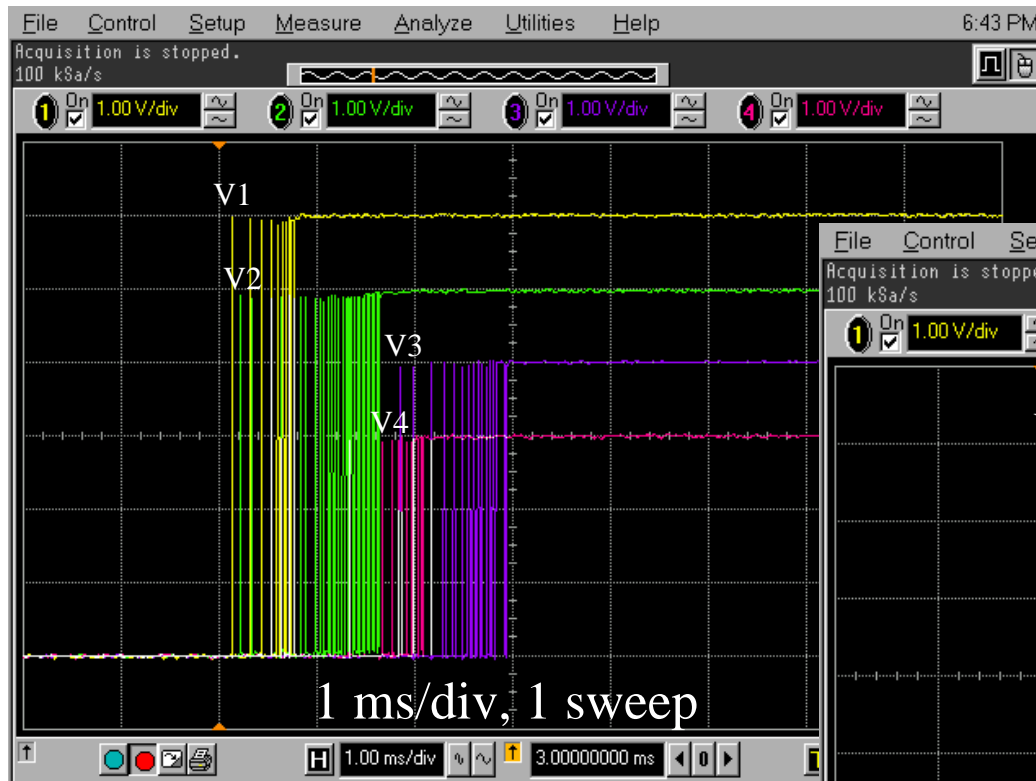 File Control Setup Measure Analyze Utilities Help 6:43 PM
Acquisition is stopped.
100 kSa/s
1 On 1.00 V/div 2 On 1.00 V/div 3 On 1.00 V/div 4 On 1.00 V/div
V1
V2
V3
V4
1 ms/div, 1 sweep
H 1.00 ms/div 3.00000000 ms 0
File Control Se
Acquisition is stoppe
100 kSa/s
1 On 1.00 V/div